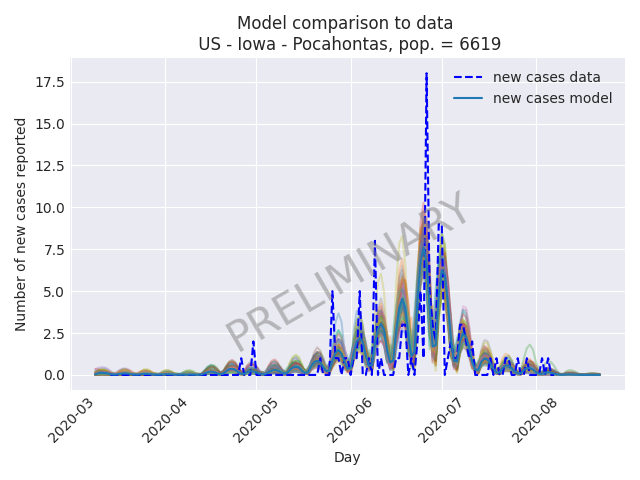 Model comparison to data
US - Iowa - Pocahontas, pop. = 6619
new cases data
new cases model
Number of new cases reported
17.5
15.0
12.5
10.0
7.5
5.0
2.5
0.0
PRELIMINARY
2020-03
2020-04
2020-05
2020-06
2020-07
2020-08
Day